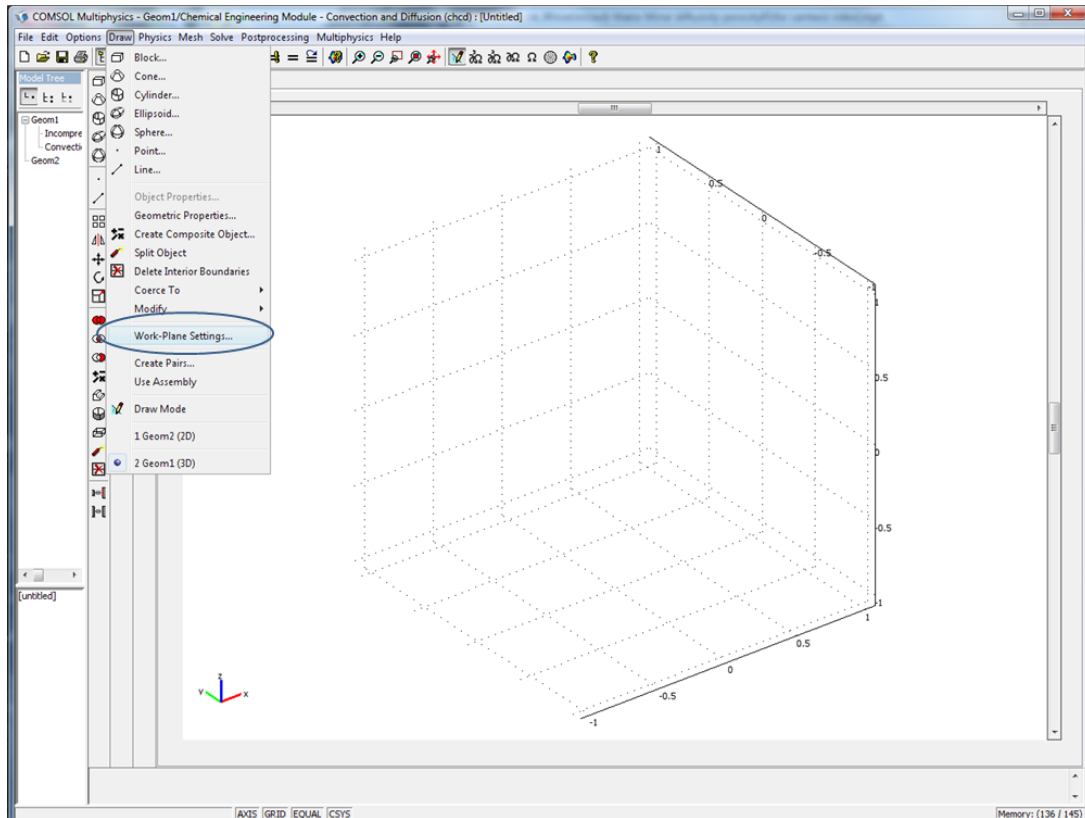 COMSOL Multiphysics - Geom1/Chemical Engineering Module - Convection and Diffusion (chcd) : [Untitled]
File Edit Options Draw Physics Mesh Solve Postprocessing Multiphysics Help
Model Tree
Geom1
Incompre
Convecti
Geom2
[untitled]
Block...
Cone...
Cylinder...
Ellipsoid...
Sphere...
Point...
Line...
Object Properties...
Geometric Properties...
Create Composite Object...
Split Object
Delete Interior Boundaries
Coerce To
Modify
Work-Plane Settings...
Create Pairs...
Use Assembly
Draw Mode
1 Geom2 (2D)
2 Geom1 (3D)
1
0.5
0
-0.5
-1
1
0.5
0
-0.5
-1
1
0.5
0
-0.5
-1
z
y
x
AXIS GRID EQUAL CSYS
Memory: (136 / 145)